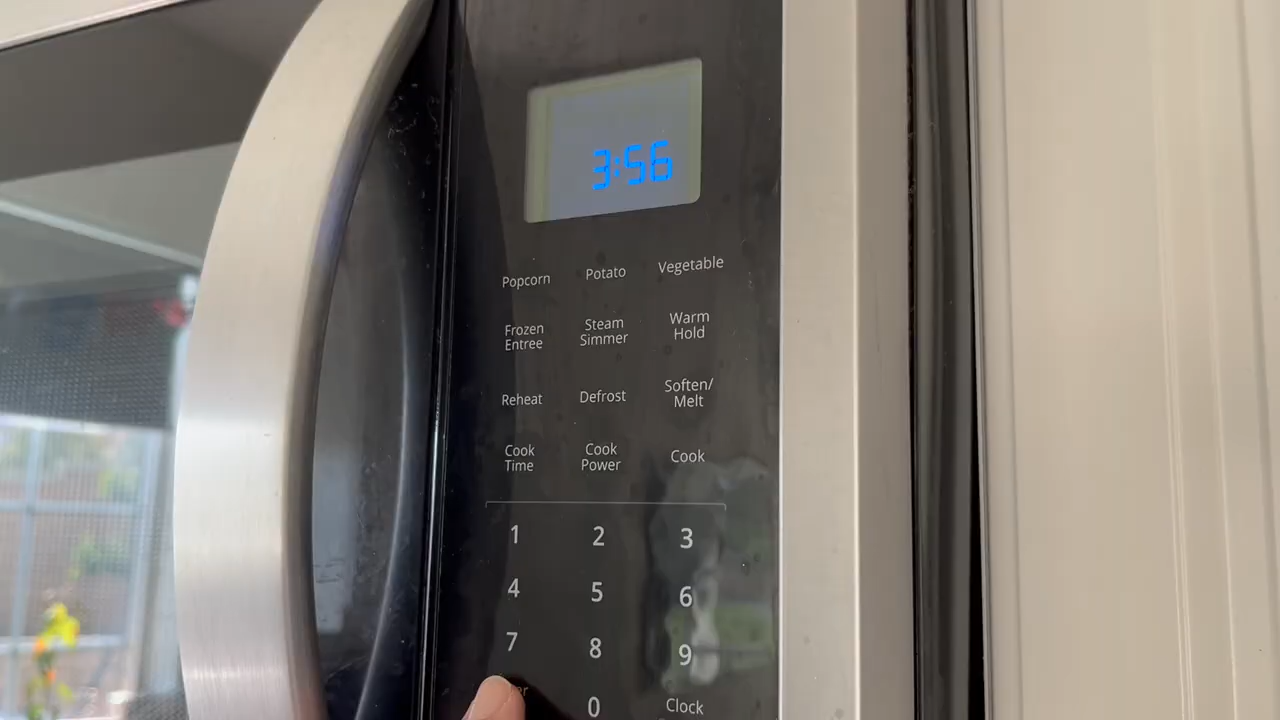 3:56
Popcorn Potato Vegetable
Frozen Entree
Steam Simmer
Warm Hold
Reheat Defrost
Soften/ Melt
Cook Time
Cook Power
Cook
1 2 3
4 5 6
7 8 9
0 Clock